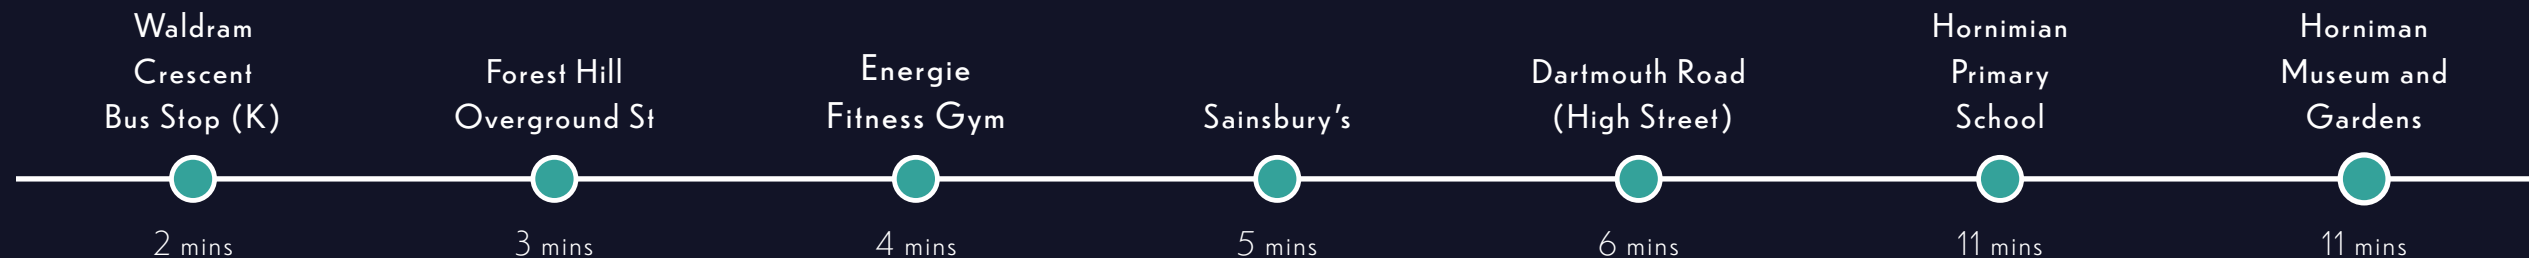 Waldram
Crescent
Bus Stop (K)
2 mins
Forest Hill
Overground St
3 mins
Energie
Fitness Gym
4 mins
Sainsbury's
5 mins
Dartmouth Road
(High Street)
6 mins
Hornimian
Primary
School
11 mins
Horniman
Museum and
Gardens
11 mins